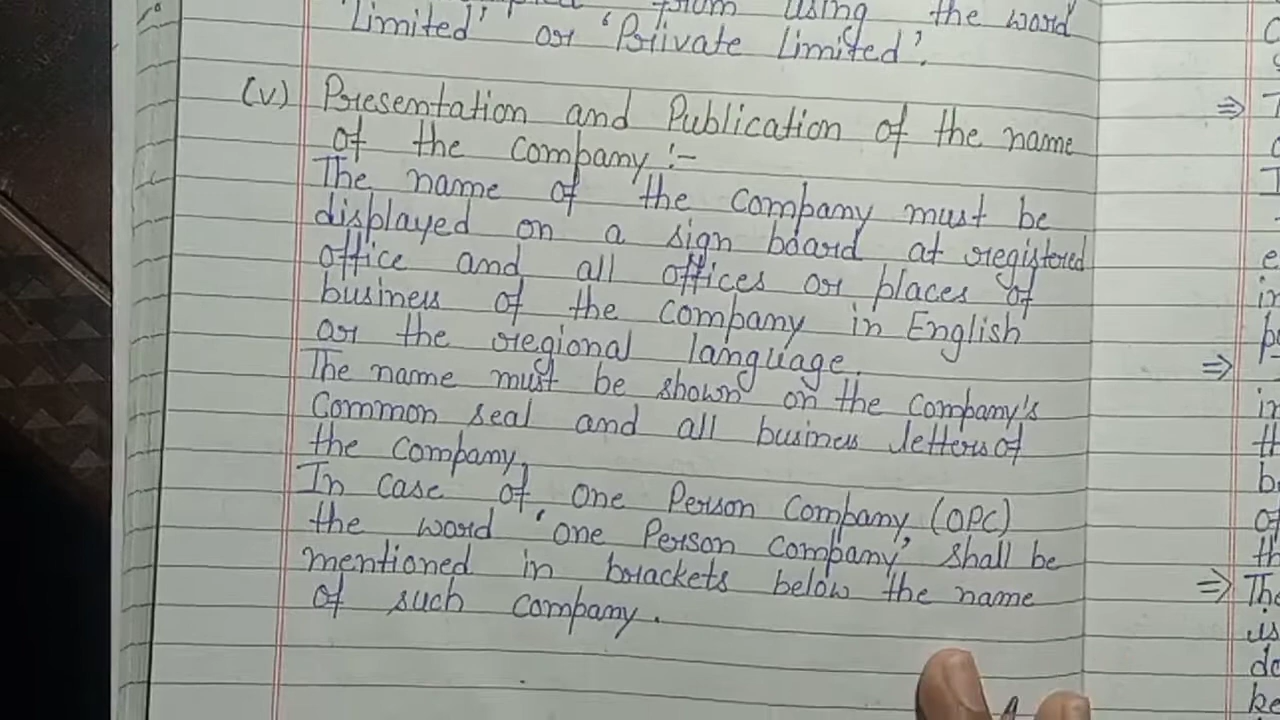 from using the word
'Limited' or 'Private Limited'.
(v) Presentation and Publication of the name
of the company :-
The name of the company must be
displayed on a sign board at registered
office and all offices or places of
business of the company in English
or the regional language.
The name must be shown on the company's
common seal and all business letters of
the company.
In case of One Person Company (OPC)
the word 'One Person Company' shall be
mentioned in brackets below the name
of such company.